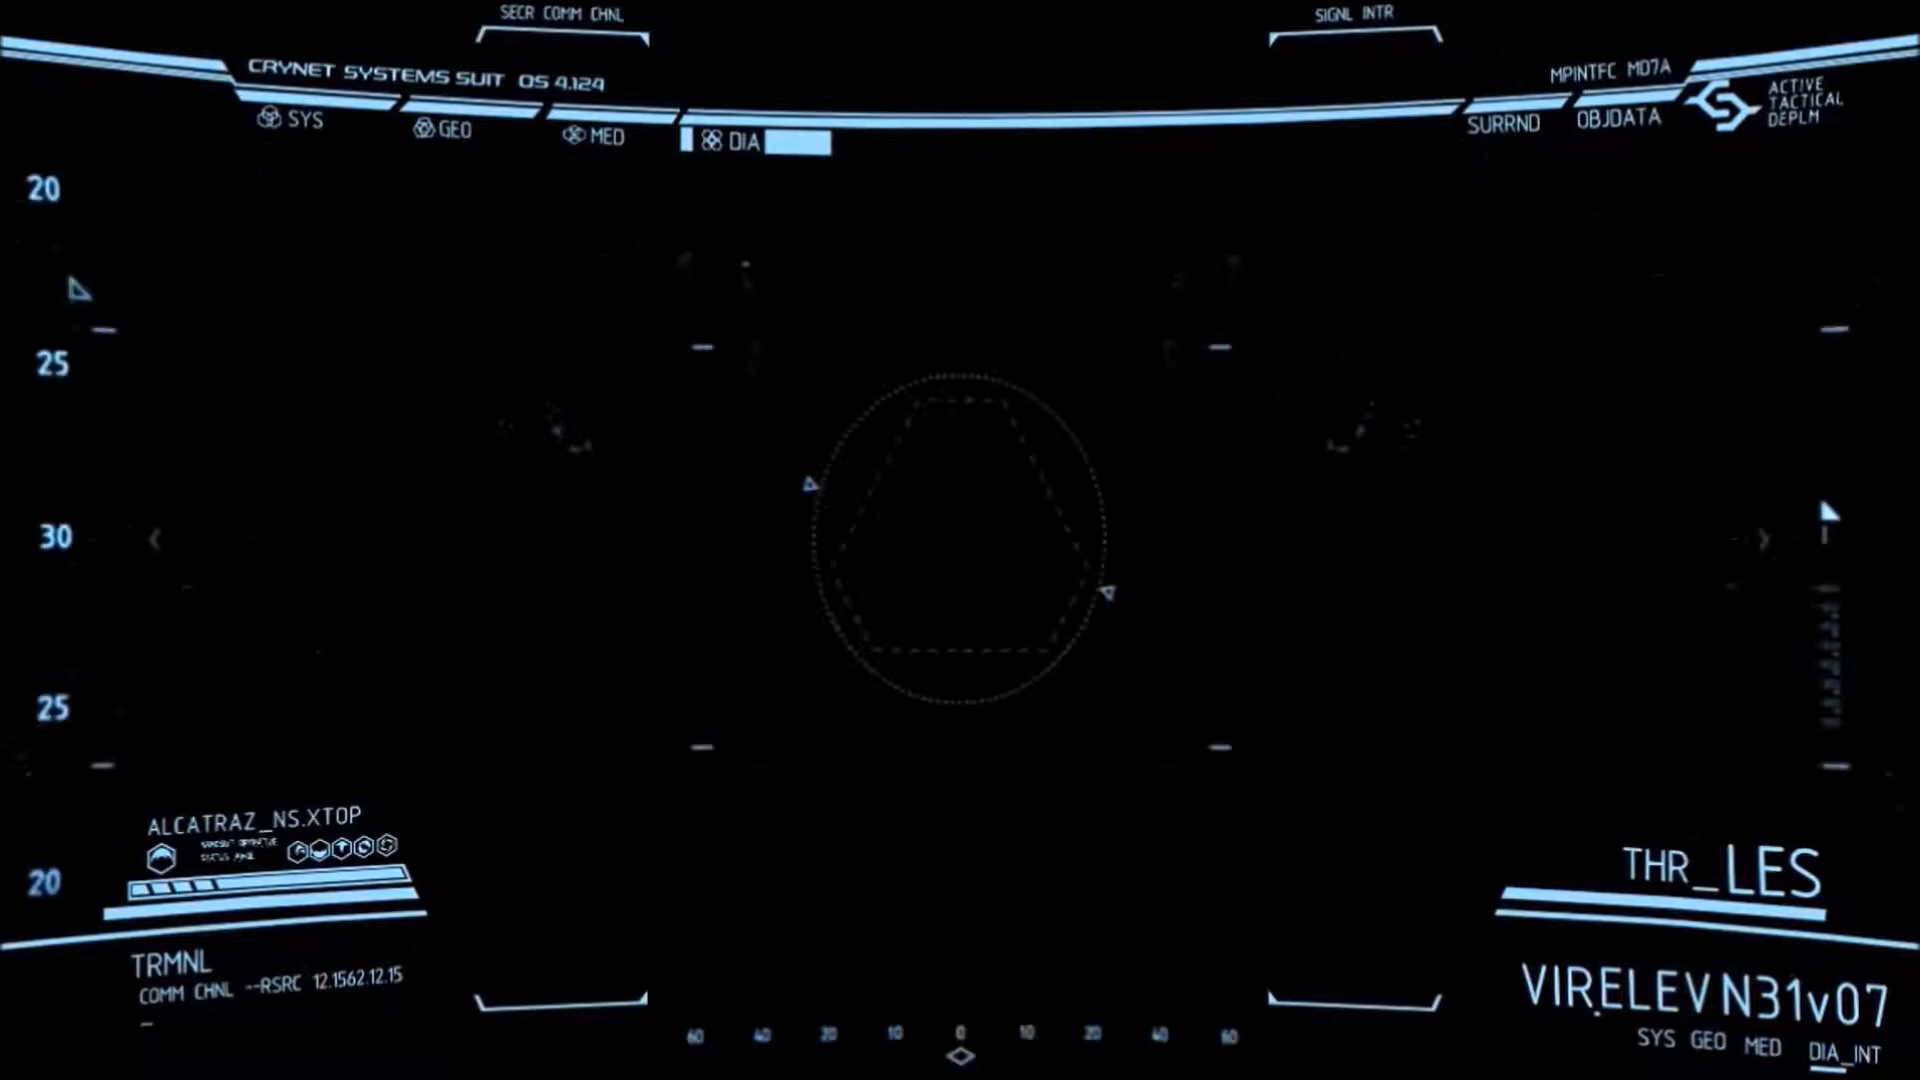 SECR COMM CHNL
SIGNL INTR
CRYNET SYSTEMS SUIT OS 4.124
MPINTFC MD7A
SYS
GEO
MED
DIA
SURRND
OBJDATA
ACTIVE
TACTICAL
DEPLM
20
25
30
25
20
ALCATRAZ_NS.XTOP
TRMNL
COMM CHNL --RSRC 12.1562.12.15
_
THR_LES
VIRELEVN31v07
SYS GEO MED DIA_INT
60 40 20 10 0 10 20 40 60